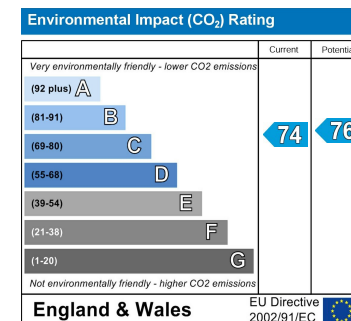 Environmental Impact (CO₂) Rating
Current Potentia
Very environmentally friendly - lower CO2 emissions
(92 plus) A
(81-91) B
(69-80) C
74 76
(55-68) D
(39-54) E
(21-38) F
(1-20) G
Not environmentally friendly - higher CO2 emissions
England & Wales
EU Directive
2002/91/EC